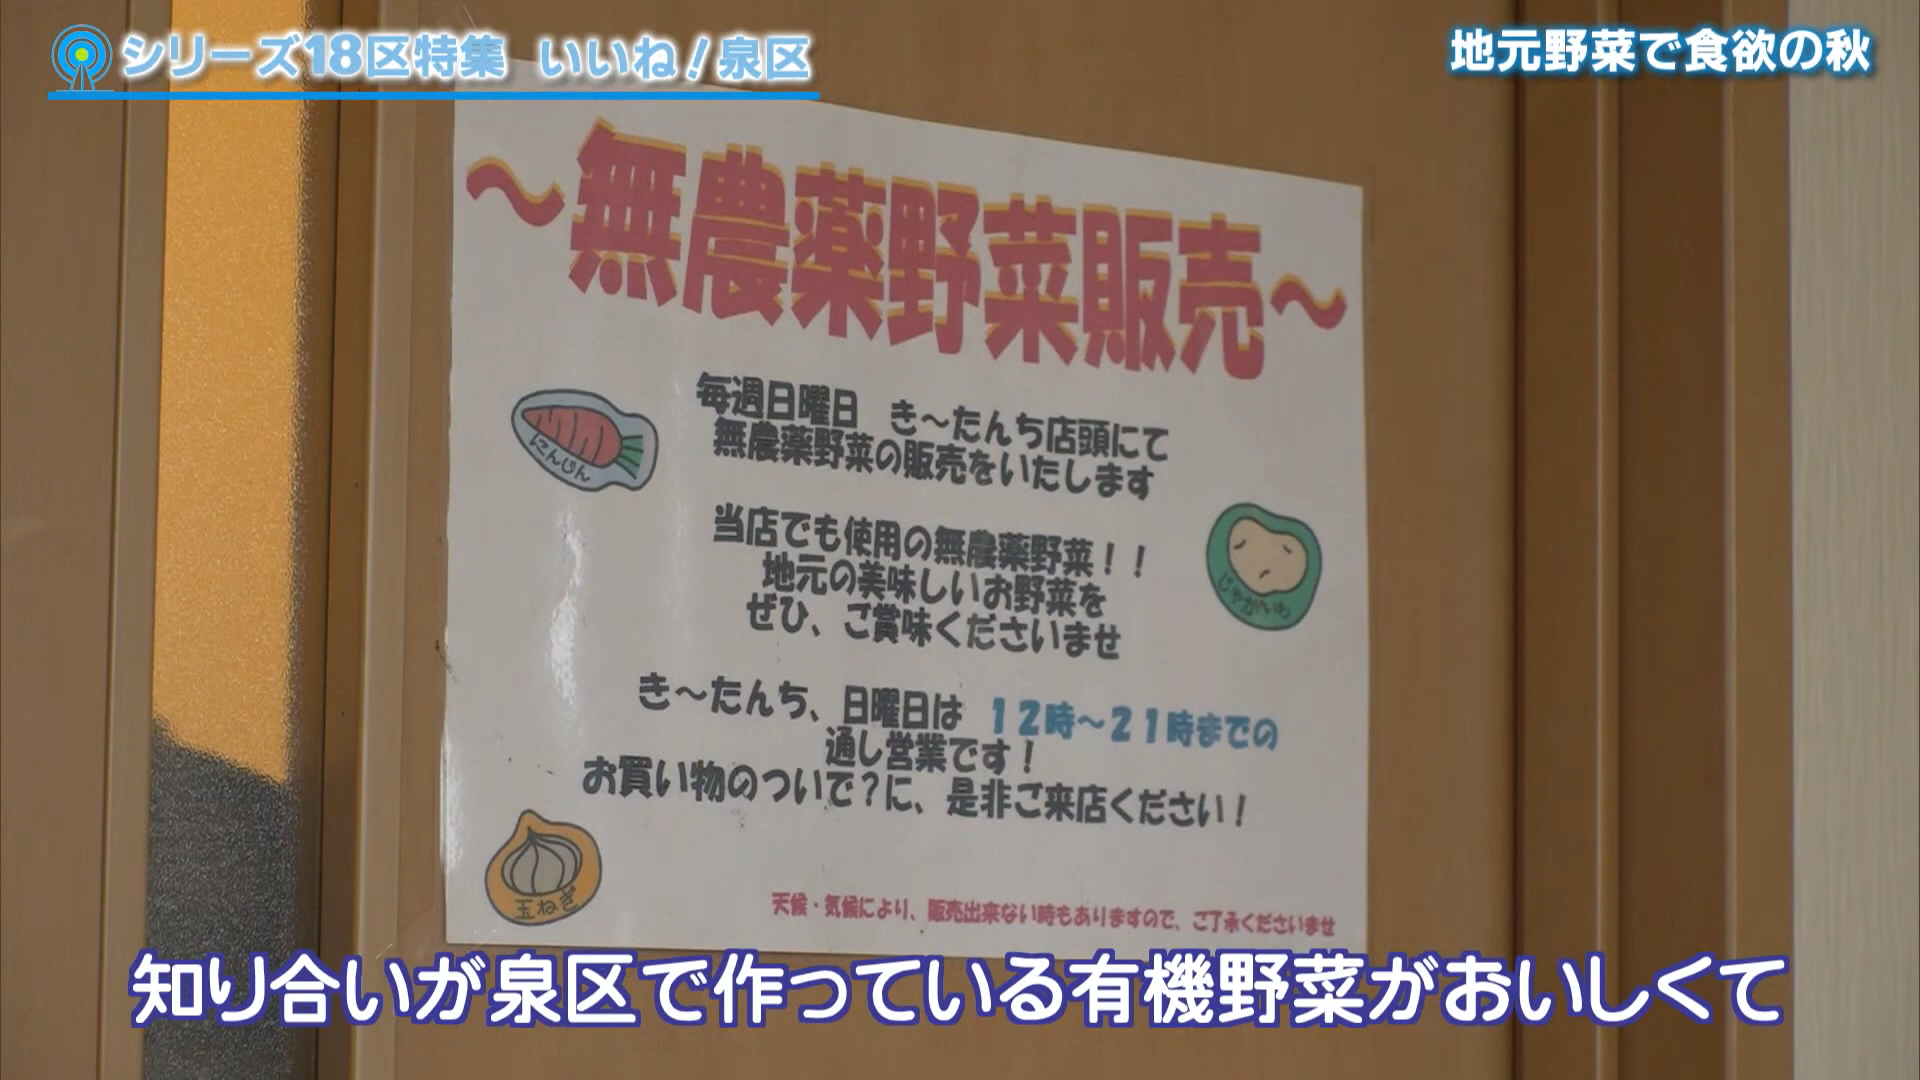 シリーズ18区特集 いいね!泉区
地元野菜で食欲の秋
～無農薬野菜販売～
毎週日曜日 き～たんち店頭にて
無農薬野菜の販売をいたします
にんじん
当店でも使用の無農薬野菜!!
地元の美味しいお野菜を
ぜひ、ご賞味くださいませ
じゃがいも
き～たんち、日曜日は 12時～21時までの
通し営業です!
お買い物のついで?に、是非ご来店ください!
玉ねぎ
天候・気候により、販売出来ない時もありますので、ご了承くださいませ
知り合いが泉区で作っている有機野菜がおいしくて